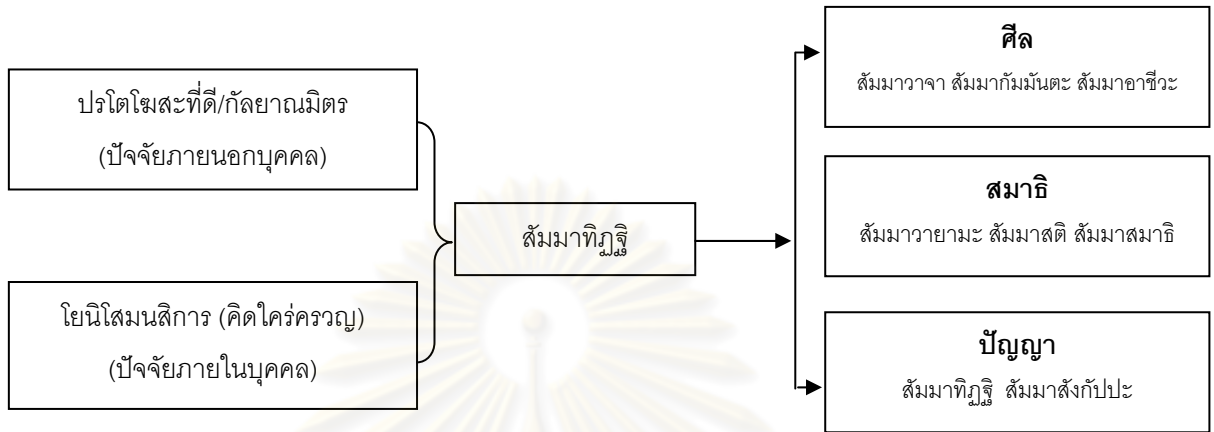 ปรโตโฆสะที่ดี/กัลยาณมิตร
(ปัจจัยภายนอกบุคคล)
โยนิโสมนสิการ (คิดใคร่ครวญ)
(ปัจจัยภายในบุคคล)
สัมมาทิฏฐิ
ศีล
สัมมาวาจา สัมมากัมมันตะ สัมมาอาชีวะ
สมาธิ
สัมมาวายามะ สัมมาสติ สัมมาสมาธิ
ปัญญา
สัมมาทิฏฐิ สัมมาสังกัปปะ